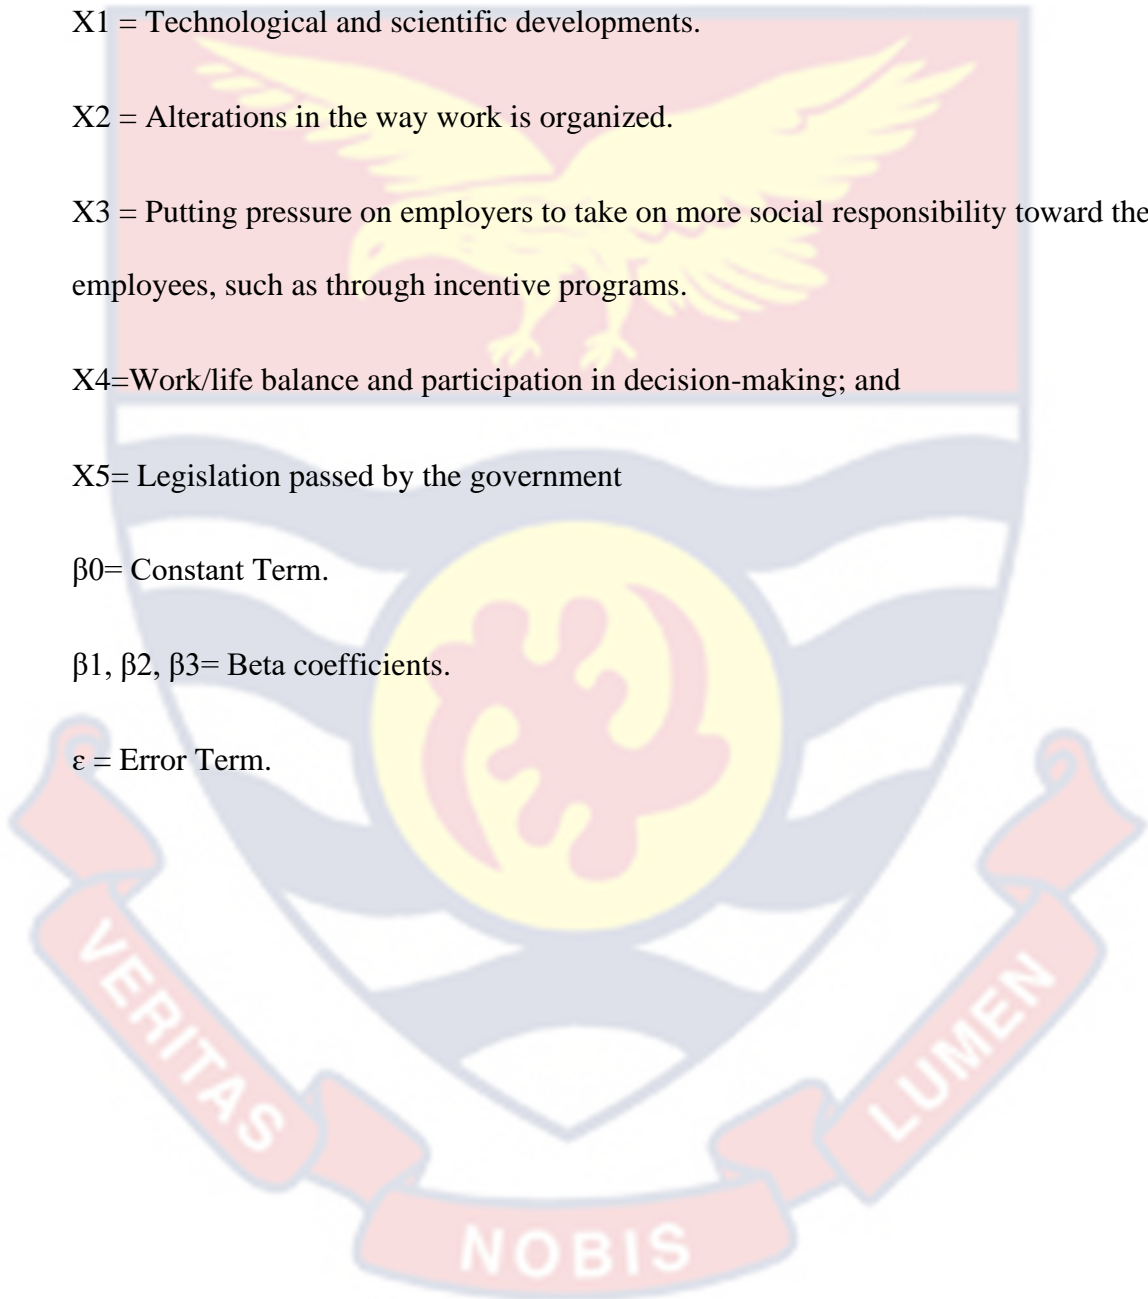 X1 = Technological and scientific developments.
X2 = Alterations in the way work is organized.
X3 = Putting pressure on employers to take on more social responsibility toward the
employees, such as through incentive programs.
X4=Work/life balance and participation in decision-making; and
X5= Legislation passed by the government
β0= Constant Term.
β1, β2, β3= Beta coefficients.
ε = Error Term.
VERITAS
NOBIS
LUMEN